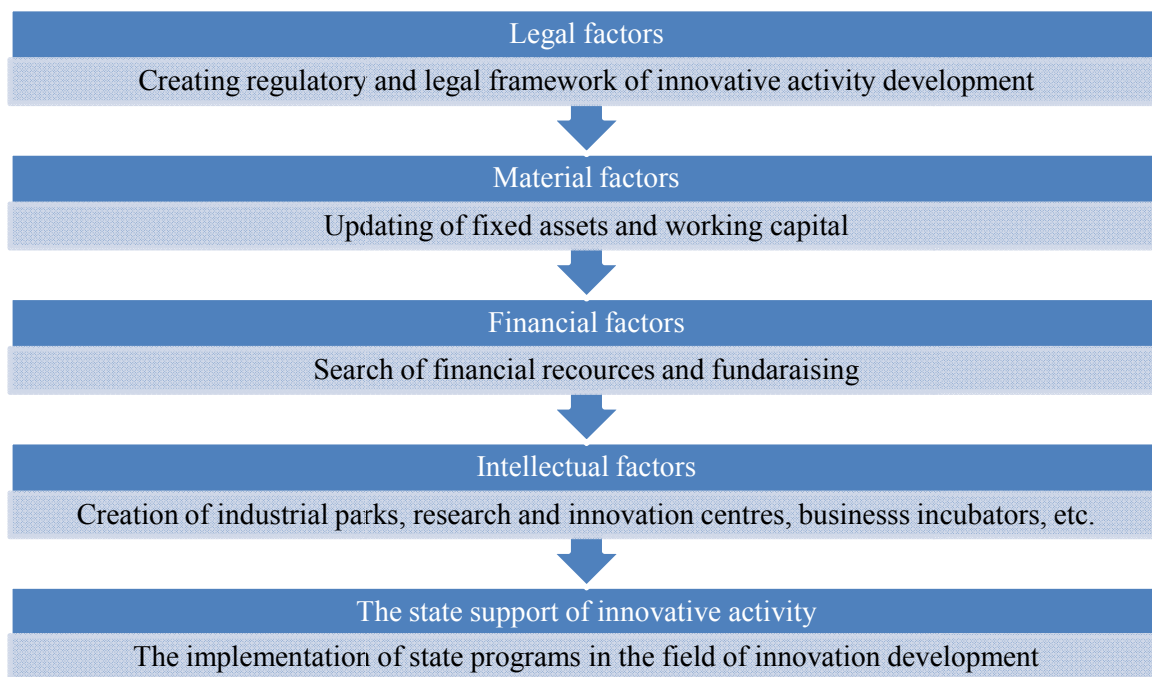 Legal factors
Creating regulatory and legal framework of innovative activity development
Material factors
Updating of fixed assets and working capital
Financial factors
Search of financial recources and fundaraising
Intellectual factors
Creation of industrial parks, research and innovation centres, businesss incubators, etc.
The state support of innovative activity
The implementation of state programs in the field of innovation development